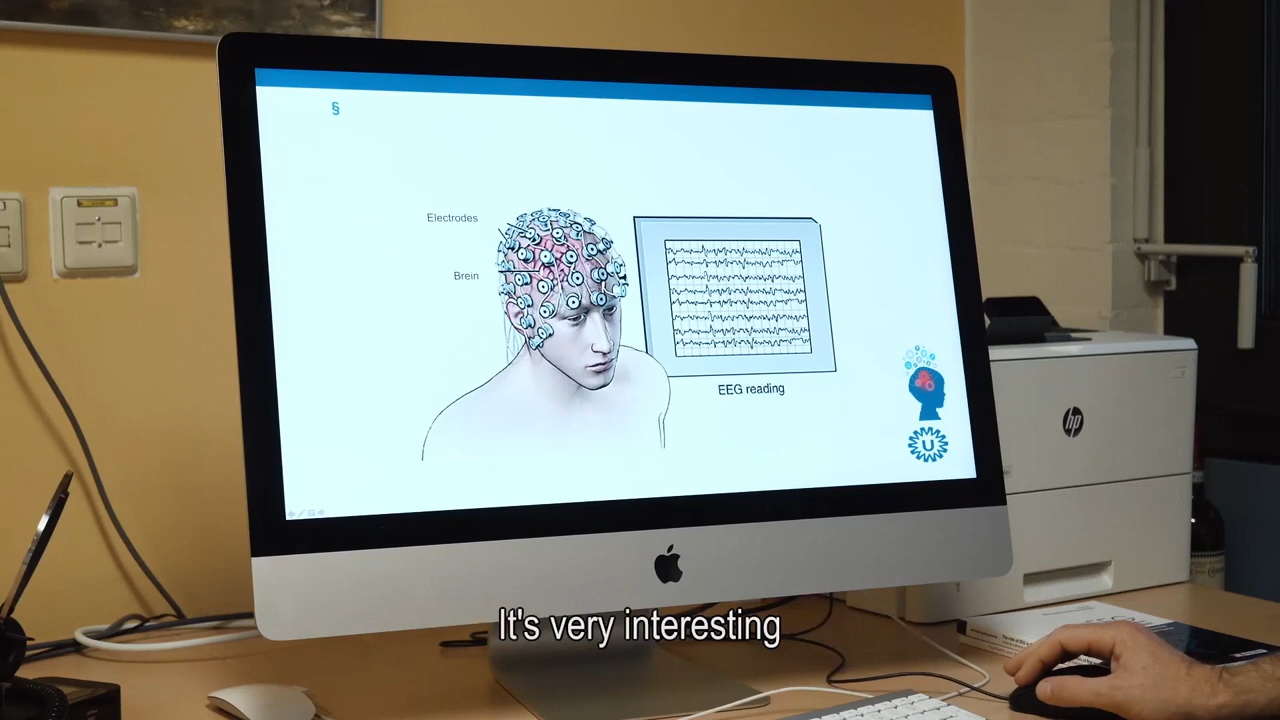 §
Electrodes
Brein
EEG reading
U
hp
It's very interesting